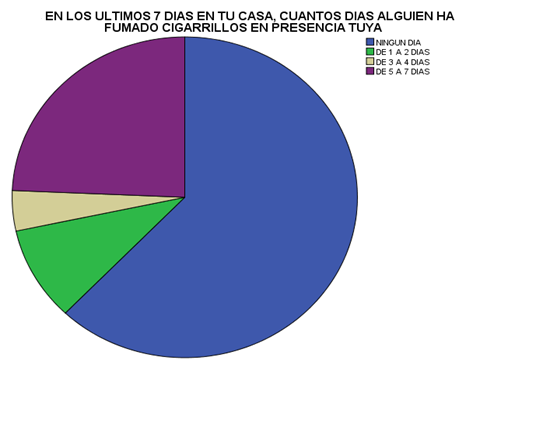 EN LOS ULTIMOS 7 DIAS EN TU CASA, CUANTOS DIAS ALGUIEN HA
FUMADO CIGARRILLOS EN PRESENCIA TUYA
NINGUN DIA
DE 1 A 2 DIAS
DE 3 A 4 DIAS
DE 5 A 7 DIAS